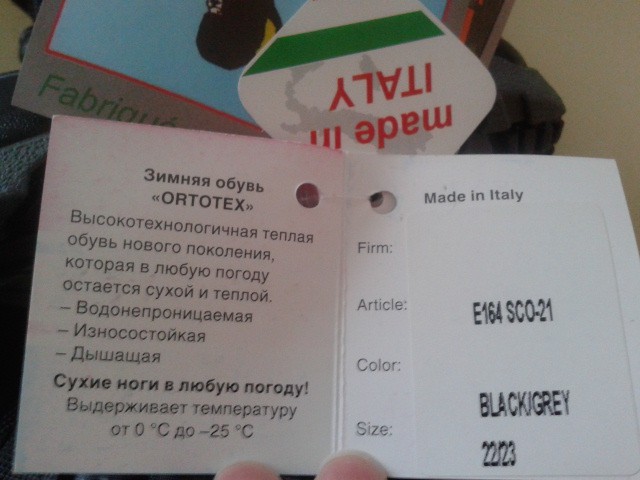 Fabriqué
made in
ITALY
Зимняя обувь
«ORTOTEX»
Высокотехнологичная теплая
обувь нового поколения,
которая в любую погоду
остается сухой и теплой.
– Водонепроницаемая
– Износостойкая
– Дышащая
Сухие ноги в любую погоду!
Выдерживает температуру
от 0 °С до –25 °С
Made in Italy
Firm:
Article: E164 SCO-21
Color: BLACK/GREY
Size: 22/23